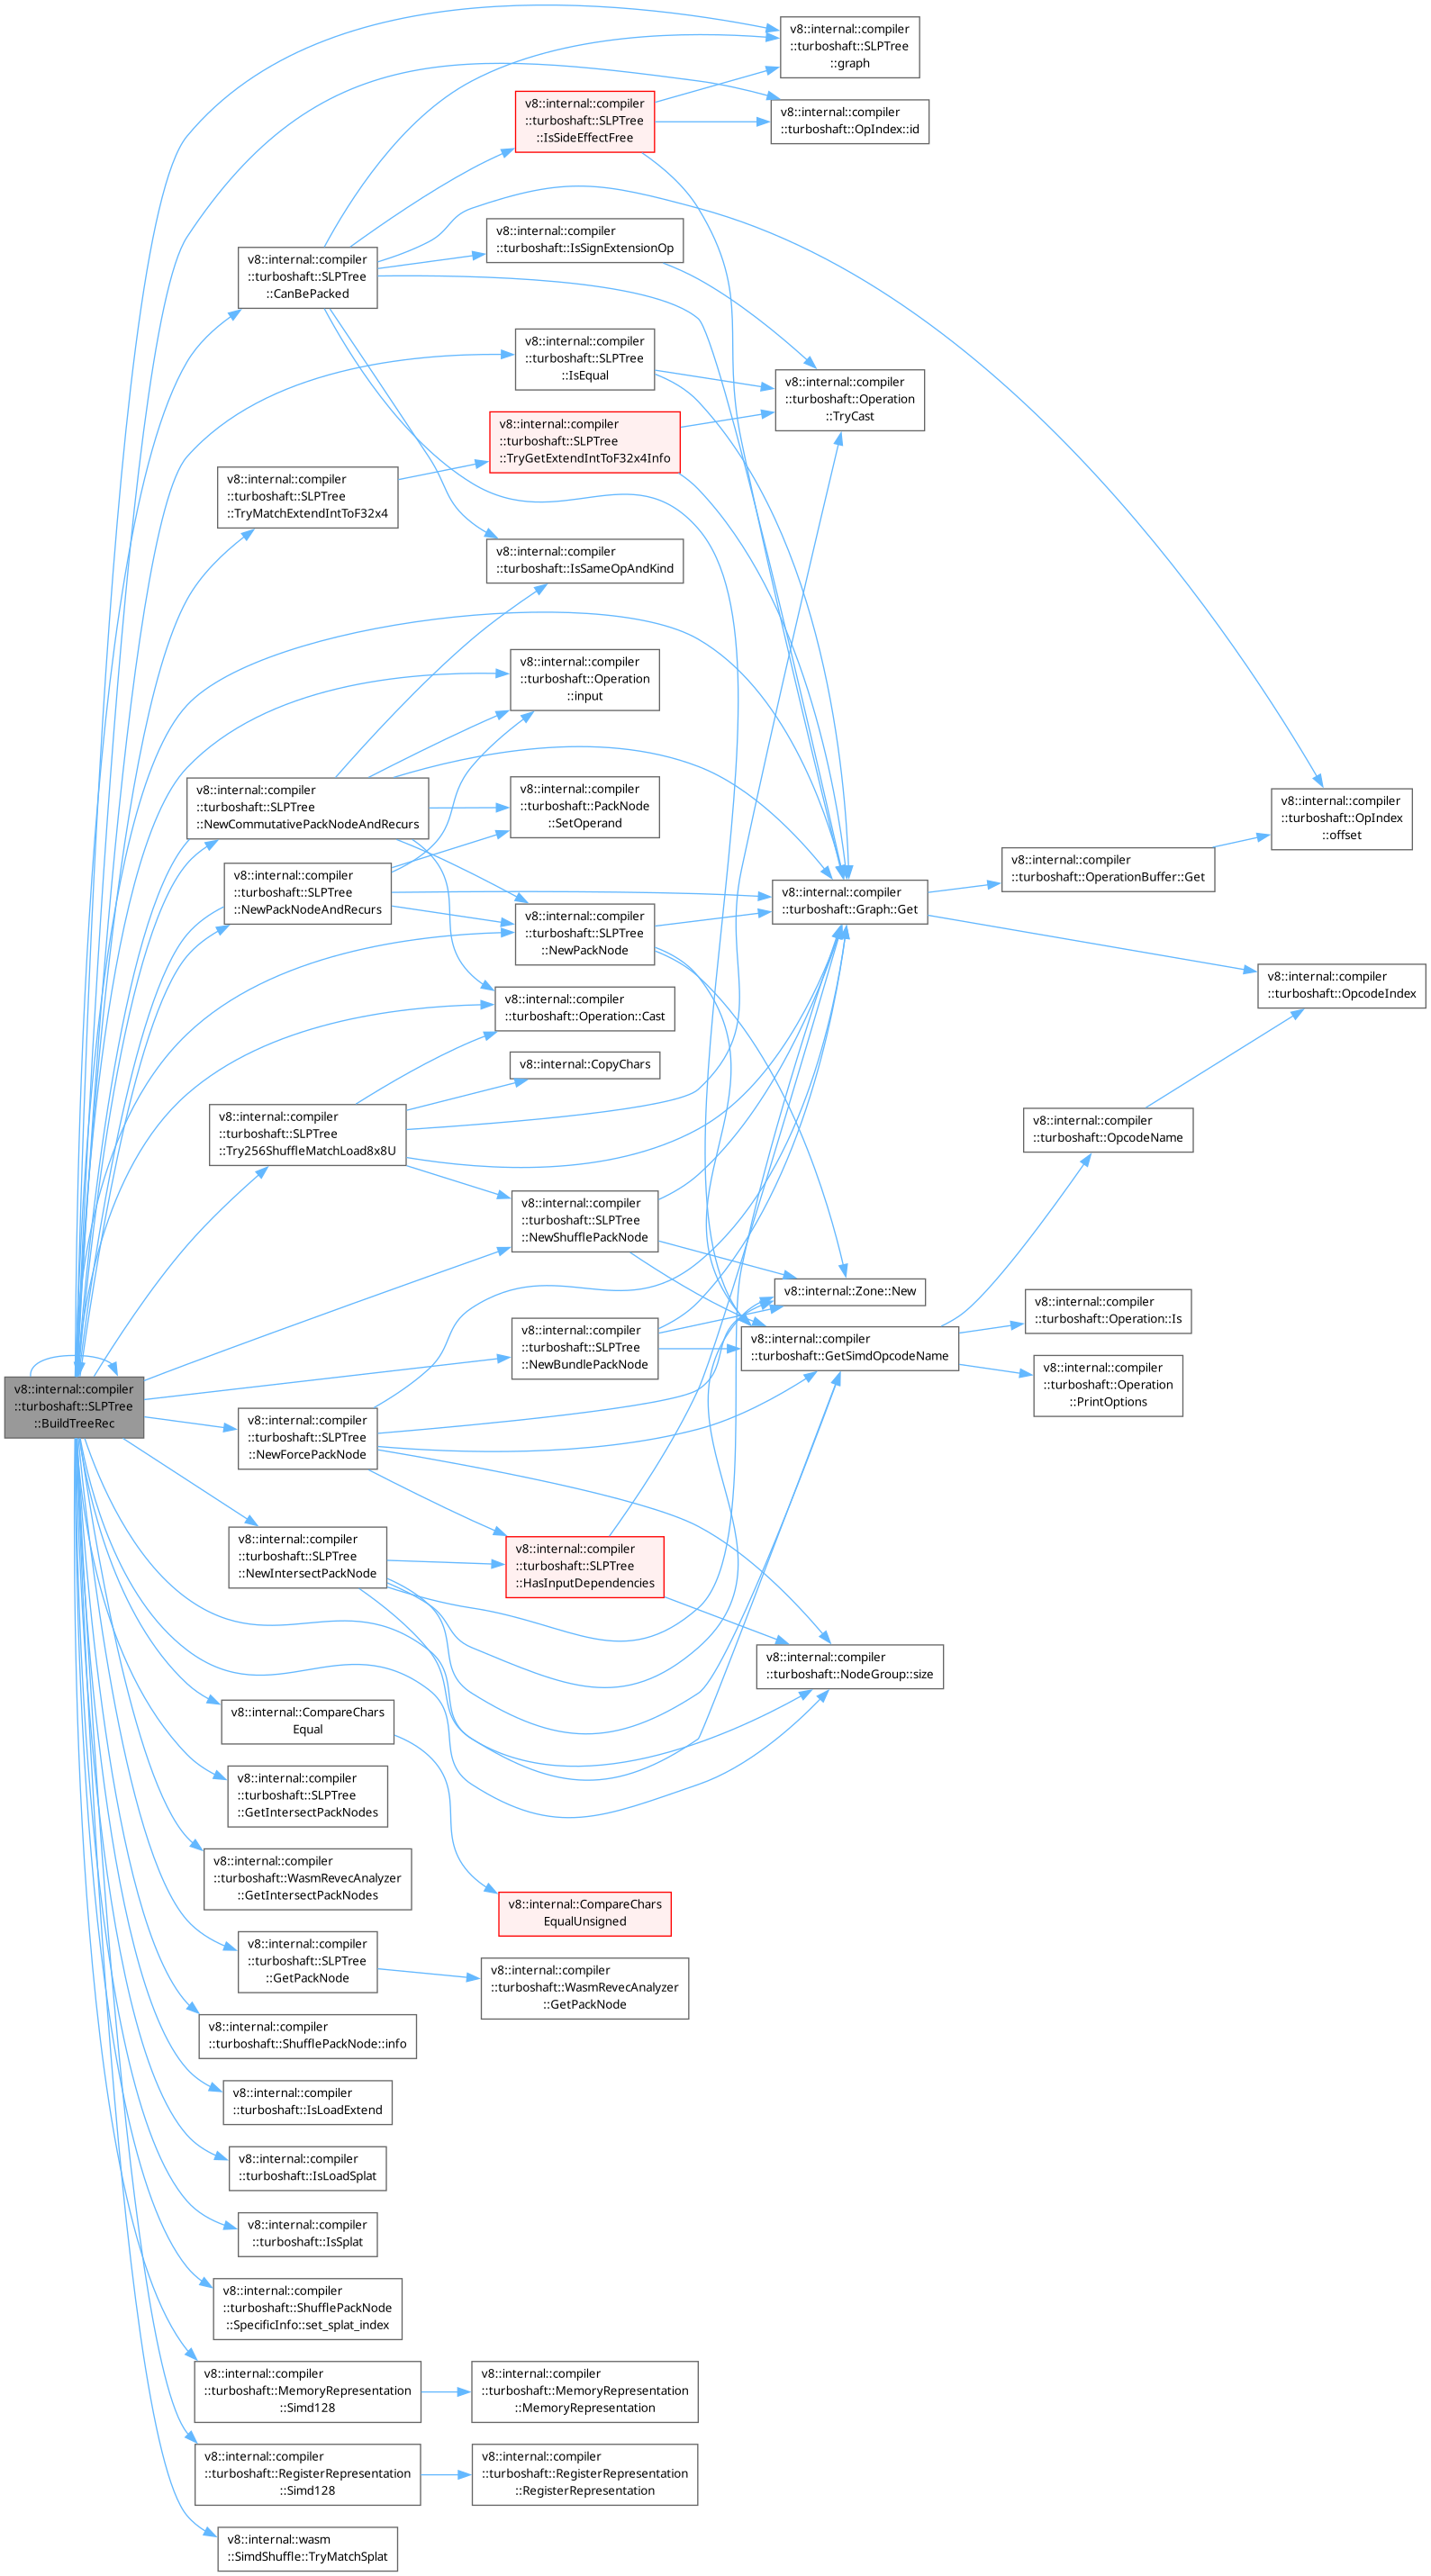 v8::internal::compiler
::turboshaft::SLPTree
::graph
v8::internal::compiler
::turboshaft::SLPTree
::IsSideEffectFree
v8::internal::compiler
::turboshaft::OpIndex::id
v8::internal::compiler
::turboshaft::IsSignExtensionOp
v8::internal::compiler
::turboshaft::SLPTree
::CanBePacked
v8::internal::compiler
::turboshaft::SLPTree
::IsEqual
v8::internal::compiler
::turboshaft::Operation
::TryCast
v8::internal::compiler
::turboshaft::SLPTree
::TryGetExtendIntToF32x4Info
v8::internal::compiler
::turboshaft::SLPTree
::TryMatchExtendIntToF32x4
v8::internal::compiler
::turboshaft::IsSameOpAndKind
v8::internal::compiler
::turboshaft::Operation
::input
v8::internal::compiler
::turboshaft::SLPTree
::NewCommutativePackNodeAndRecurs
v8::internal::compiler
::turboshaft::PackNode
::SetOperand
v8::internal::compiler
::turboshaft::OpIndex
::offset
v8::internal::compiler
::turboshaft::OperationBuffer::Get
v8::internal::compiler
::turboshaft::SLPTree
::NewPackNodeAndRecurs
v8::internal::compiler
::turboshaft::Graph::Get
v8::internal::compiler
::turboshaft::SLPTree
::NewPackNode
v8::internal::compiler
::turboshaft::OpcodeIndex
v8::internal::compiler
::turboshaft::Operation::Cast
v8::internal::CopyChars
v8::internal::compiler
::turboshaft::SLPTree
::Try256ShuffleMatchLoad8x8U
v8::internal::compiler
::turboshaft::OpcodeName
v8::internal::compiler
::turboshaft::SLPTree
::NewShufflePackNode
v8::internal::Zone::New
v8::internal::compiler
::turboshaft::Operation::Is
v8::internal::compiler
::turboshaft::SLPTree
::NewBundlePackNode
v8::internal::compiler
::turboshaft::GetSimdOpcodeName
v8::internal::compiler
::turboshaft::Operation
::PrintOptions
v8::internal::compiler
::turboshaft::SLPTree
::BuildTreeRec
v8::internal::compiler
::turboshaft::SLPTree
::NewForcePackNode
v8::internal::compiler
::turboshaft::SLPTree
::NewIntersectPackNode
v8::internal::compiler
::turboshaft::SLPTree
::HasInputDependencies
v8::internal::compiler
::turboshaft::NodeGroup::size
v8::internal::CompareChars
Equal
v8::internal::compiler
::turboshaft::SLPTree
::GetIntersectPackNodes
v8::internal::compiler
::turboshaft::WasmRevecAnalyzer
::GetIntersectPackNodes
v8::internal::CompareChars
EqualUnsigned
v8::internal::compiler
::turboshaft::SLPTree
::GetPackNode
v8::internal::compiler
::turboshaft::WasmRevecAnalyzer
::GetPackNode
v8::internal::compiler
::turboshaft::ShufflePackNode::info
v8::internal::compiler
::turboshaft::IsLoadExtend
v8::internal::compiler
::turboshaft::IsLoadSplat
v8::internal::compiler
::turboshaft::IsSplat
v8::internal::compiler
::turboshaft::ShufflePackNode
::SpecificInfo::set_splat_index
v8::internal::compiler
::turboshaft::MemoryRepresentation
::Simd128
v8::internal::compiler
::turboshaft::MemoryRepresentation
::MemoryRepresentation
v8::internal::compiler
::turboshaft::RegisterRepresentation
::Simd128
v8::internal::compiler
::turboshaft::RegisterRepresentation
::RegisterRepresentation
v8::internal::wasm
::SimdShuffle::TryMatchSplat